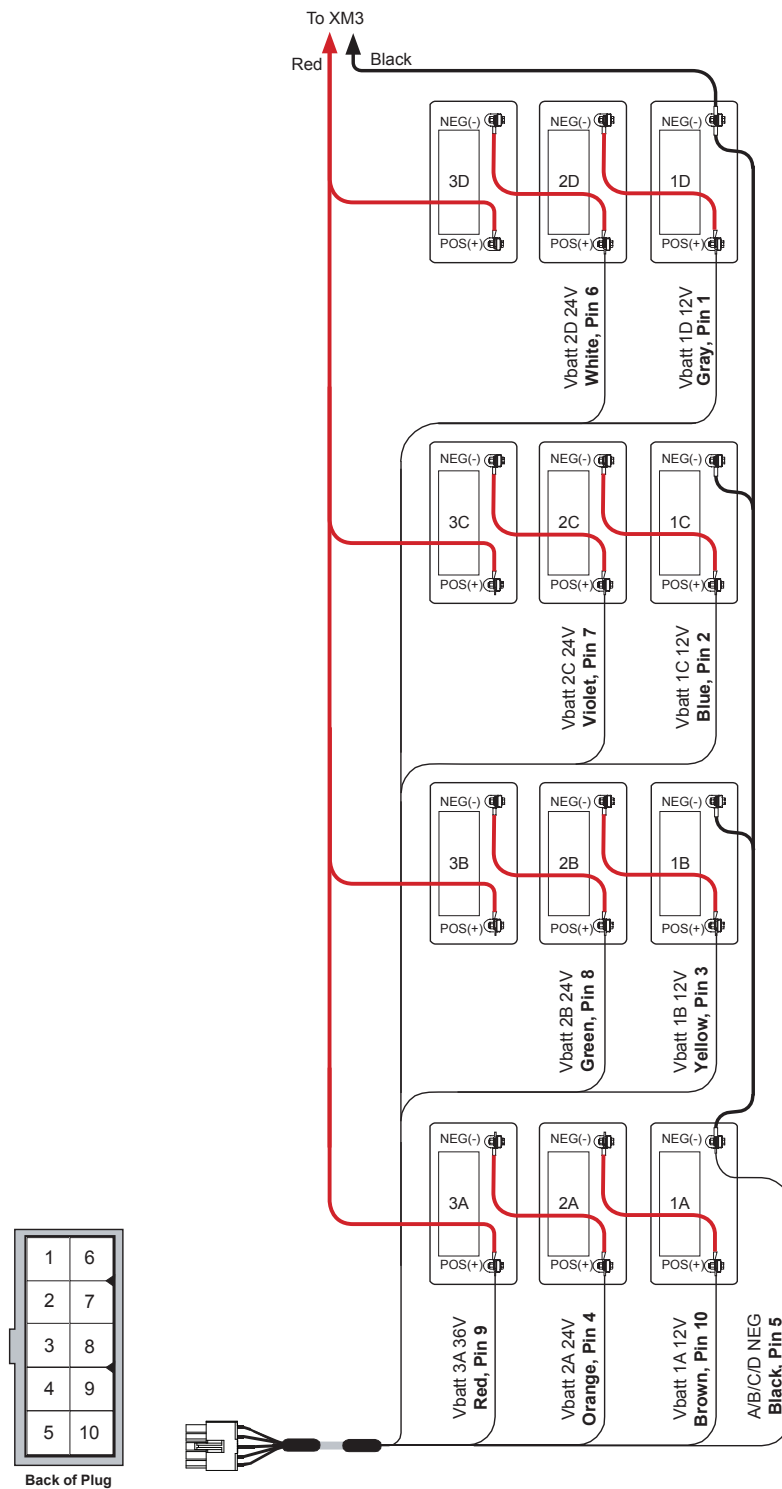 To XM3
Red
Black
NEG(-)
NEG(-)
NEG(-)
3D
2D
1D
POS(+)
POS(+)
POS(+)
Vbatt 2D 24V
White, Pin 6
Vbatt 1D 12V
Gray, Pin 1
NEG(-)
NEG(-)
NEG(-)
3C
2C
1C
POS(+)
POS(+)
POS(+)
Vbatt 2C 24V
Violet, Pin 7
Vbatt 1C 12V
Blue, Pin 2
NEG(-)
NEG(-)
NEG(-)
3B
2B
1B
POS(+)
POS(+)
POS(+)
Vbatt 2B 24V
Green, Pin 8
Vbatt 1B 12V
Yellow, Pin 3
NEG(-)
NEG(-)
NEG(-)
3A
2A
1A
POS(+)
POS(+)
POS(+)
Vbatt 3A 36V
Red, Pin 9
Vbatt 2A 24V
Orange, Pin 4
Vbatt 1A 12V
Brown, Pin 10
A/B/C/D NEG
Black, Pin 5
1 6
2 7
3 8
4 9
5 10
Back of Plug